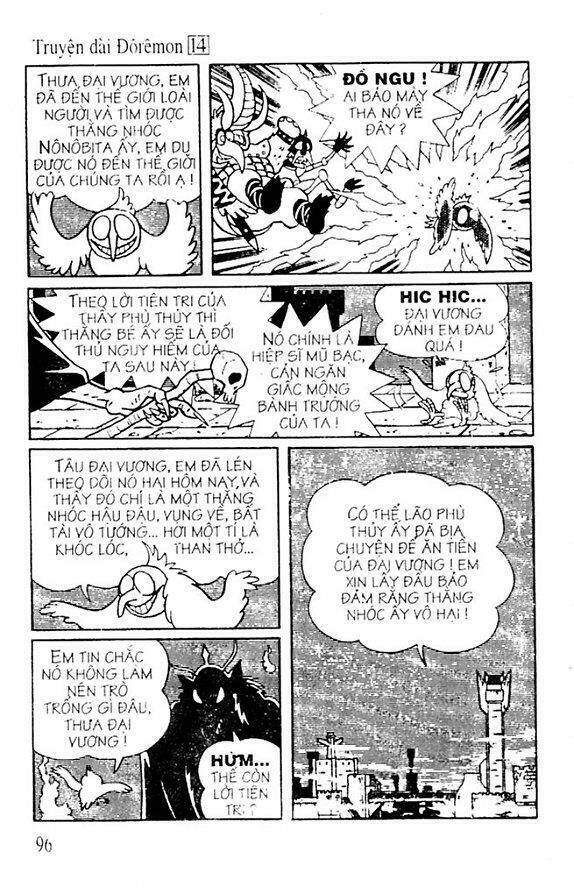 Truyện dài Đôrêmon 14
THƯA ĐẠI VƯƠNG, EM
ĐÃ ĐẾN THẾ GIỚI LOÀI
NGƯỜI VÀ TÌM ĐƯỢC
THẰNG NHÓC
NÔNÔBITA ẤY, EM DỤ
ĐƯỢC NÓ ĐẾN THẾ GIỚI
CỦA CHÚNG TA RỒI Ạ !
ĐỒ NGU !
AI BẢO MÀY
THA NÓ VỀ
ĐÂY ?
THEO LỜI TIÊN TRI CỦA
THẦY PHÙ THỦY THÌ
THẰNG BÉ ẤY SẼ LÀ ĐỐI
THỦ NGUY HIỂM CỦA
TA SAU NÀY !
NÓ CHÍNH LÀ
HIỆP SĨ MŨ BẠC,
CẢN NGĂN
GIẤC MỘNG
BÀNH TRƯỚNG
CỦA TA !
HIC HIC...
ĐẠI VƯƠNG
ĐÁNH EM ĐAU
QUÁ !
TÂU ĐẠI VƯƠNG, EM ĐÃ LÉN
THEO DÕI NÓ HAI HÔM NAY, VÀ
THẤY ĐÓ CHỈ LÀ MỘT THẰNG
NHÓC HẬU ĐẬU, VỤNG VỀ, BẤT
TÀI VÔ TƯỚNG... HƠI MỘT TÍ LÀ
KHÓC LÓC, THAN THỞ...
CÓ THỂ LÃO PHÙ
THỦY ẤY ĐÃ BỊA
CHUYỆN ĐỂ ĂN TIỀN
CỦA ĐẠI VƯƠNG ! EM
XIN LẤY ĐẦU BẢO
ĐẢM RẰNG THẰNG
NHÓC ẤY VÔ HẠI !
EM TIN CHẮC
NÓ KHÔNG LÀM
NÊN TRÒ
TRỐNG GÌ ĐÂU,
THƯA ĐẠI
VƯƠNG !
HỪM...
THẾ CÒN
LỜI TIÊN
TRI ?
96